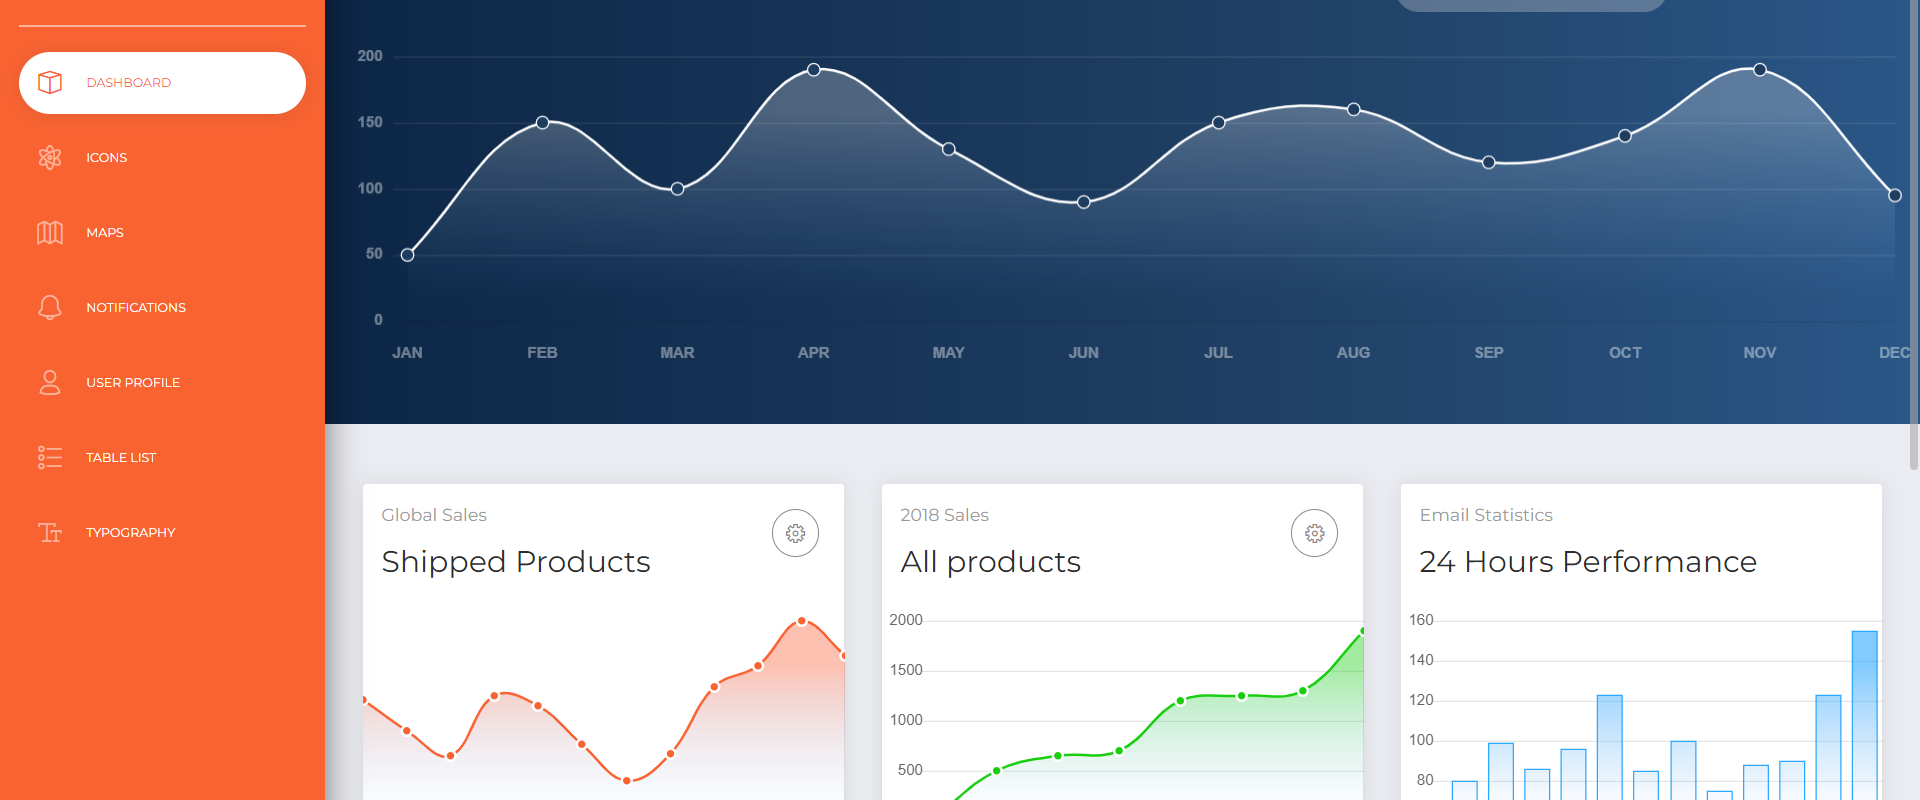 DASHBOARD
ICONS
MAPS
NOTIFICATIONS
USER PROFILE
TABLE LIST
TYPOGRAPHY
200
150
100
50
0
JAN FEB MAR APR MAY JUN JUL AUG SEP OCT NOV DEC
Global Sales
Shipped Products
2018 Sales
All products
2000
1500
1000
500
Email Statistics
24 Hours Performance
160
140
120
100
80